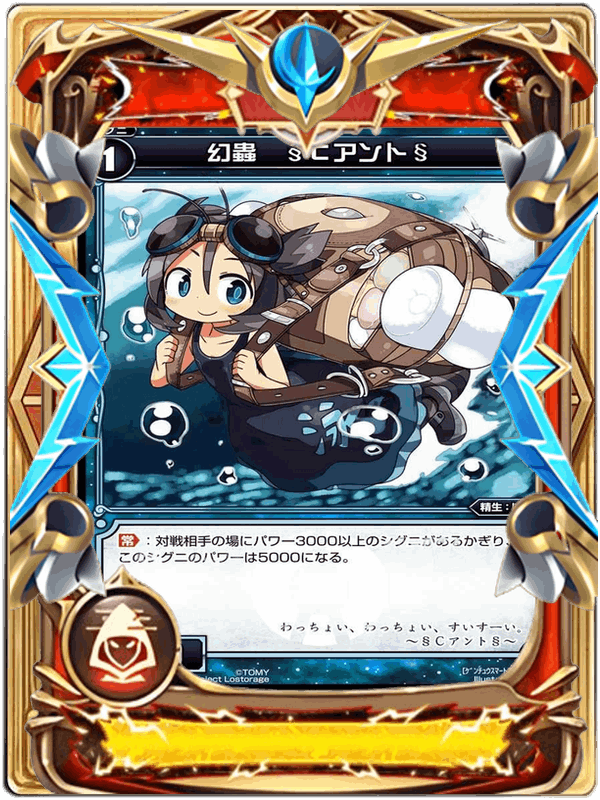 1
幻蟲 §Cアント§
精生:
常:対戦相手の場にパワー3000以上のシグニがあるかぎり、
このシグニのパワーは5000になる。
わっちょい、わっちょい、すいすーい。
~§Cアント§~
©TOMY
Lostorage